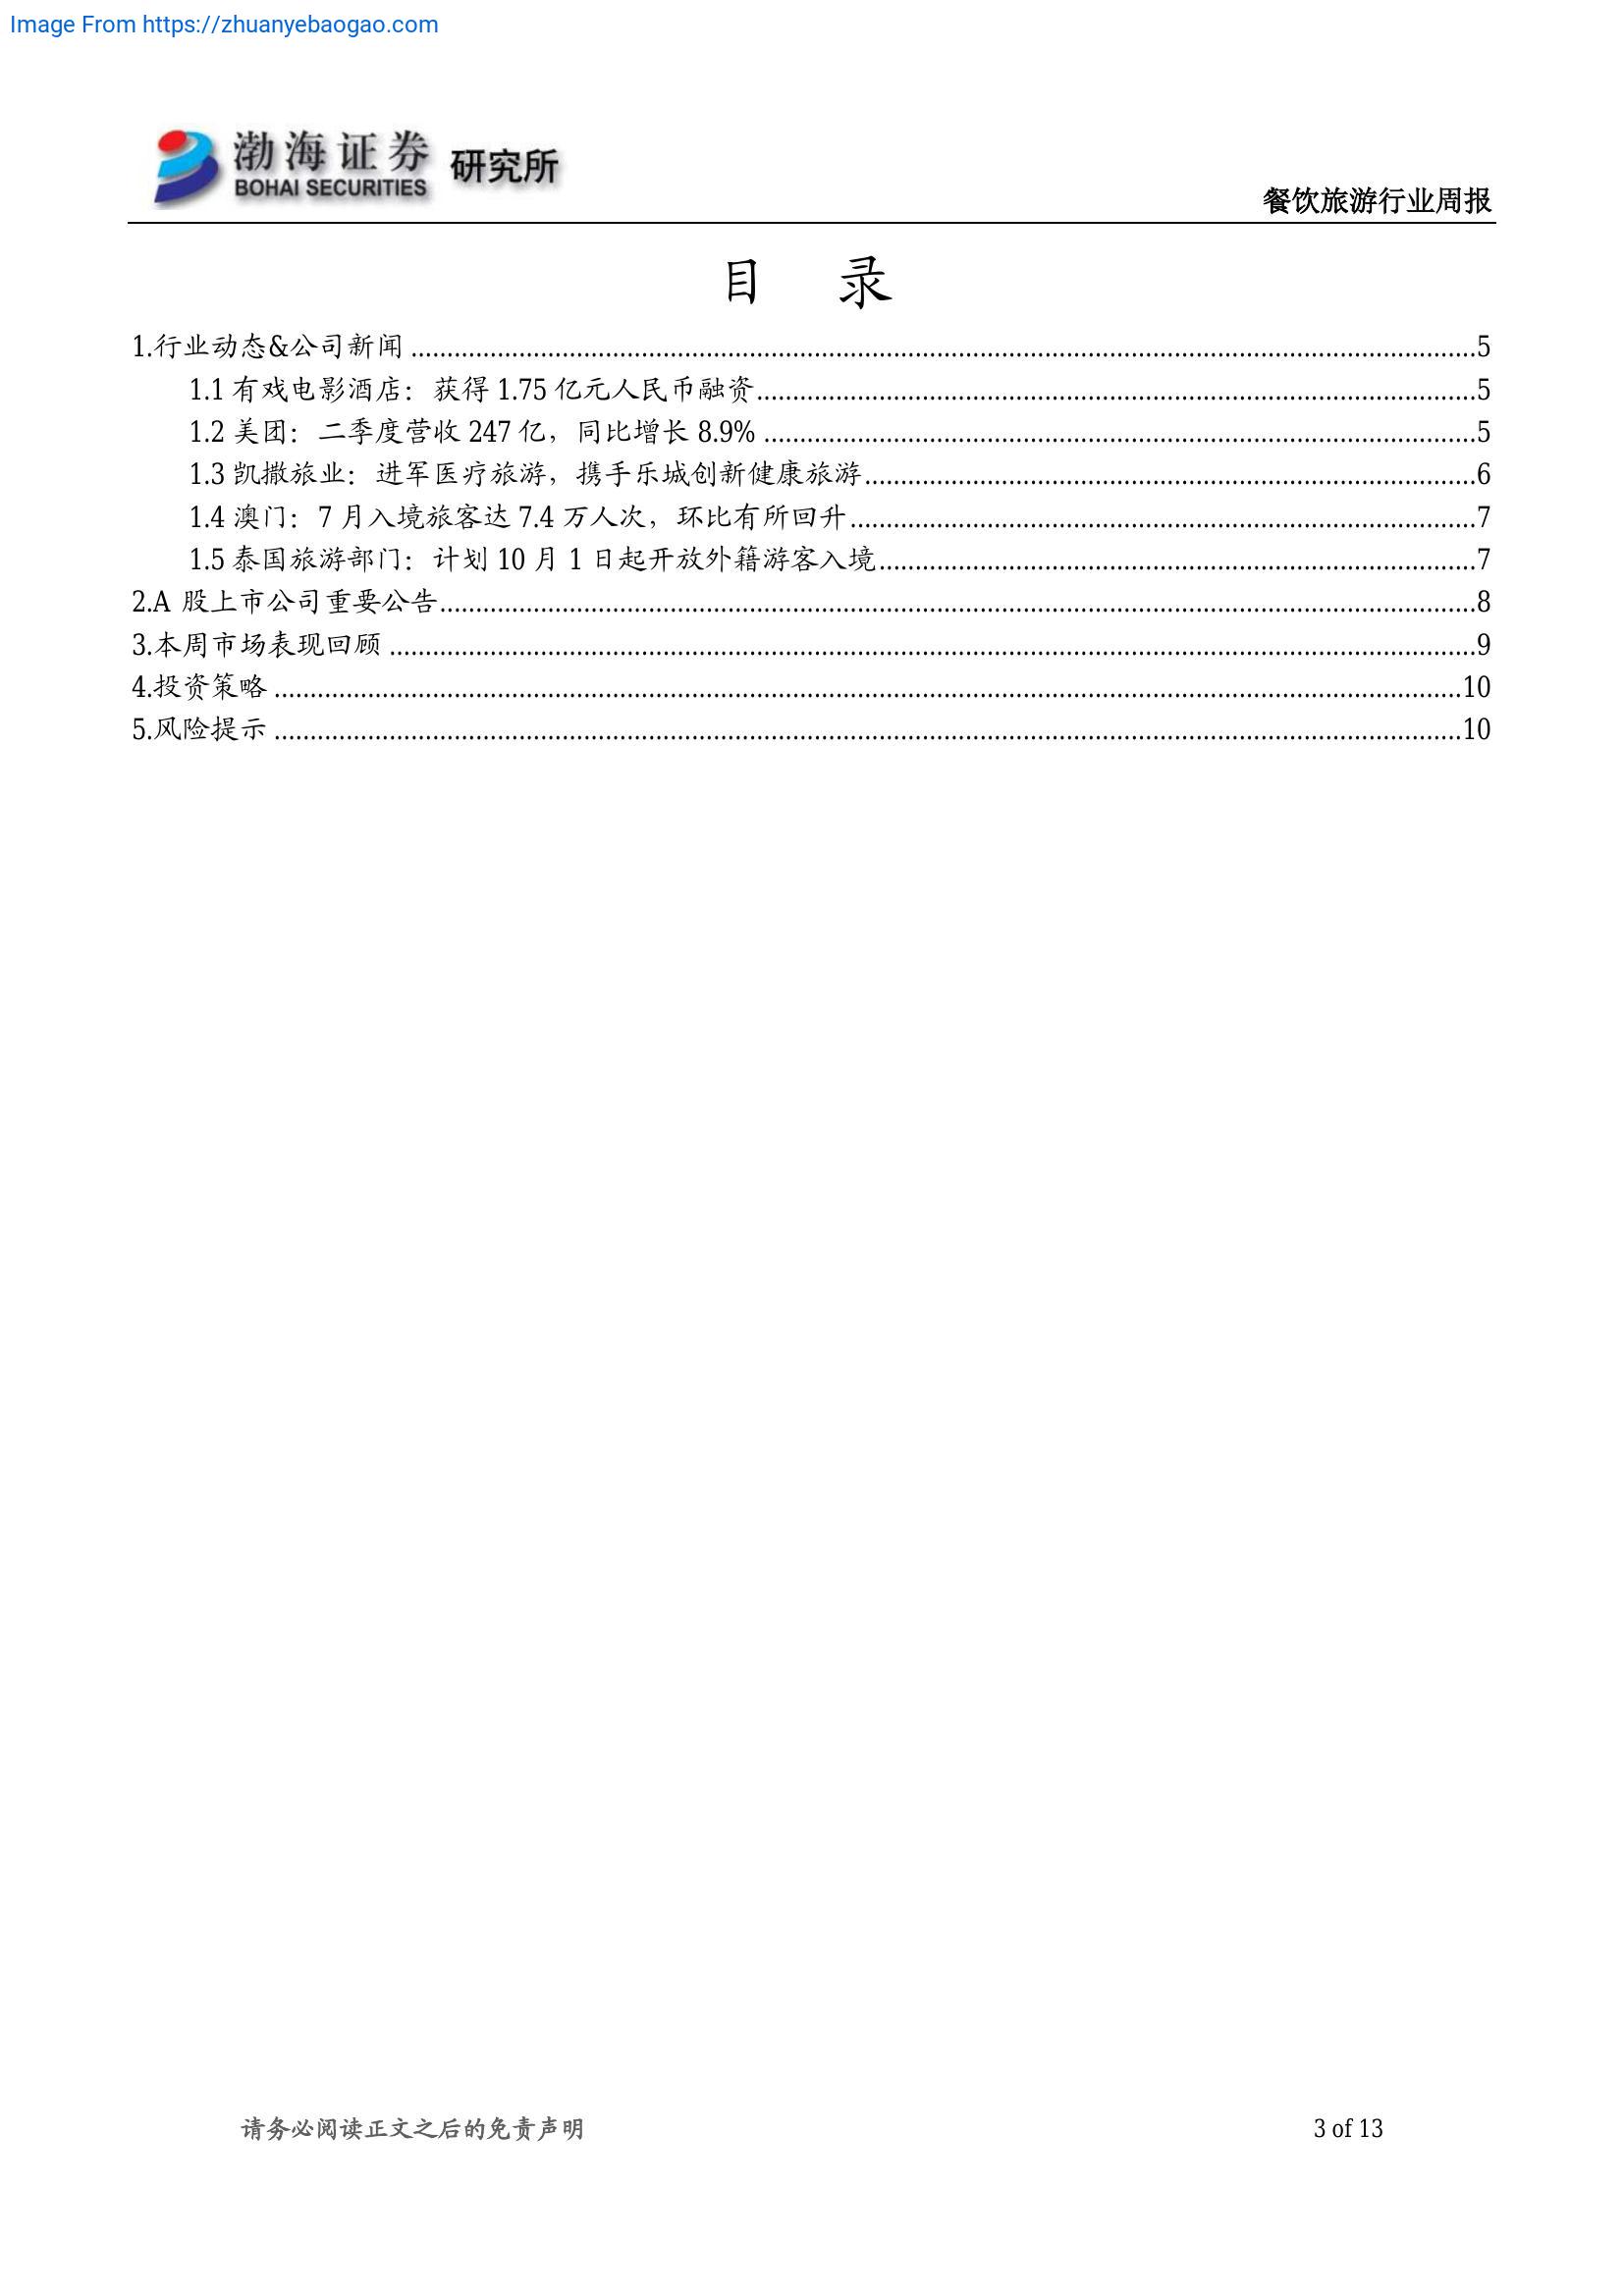 Image From https://zhuanyebaogao.com
渤海证券 研究所
BOHAI SECURITIES
餐饮旅游行业周报
目 录
1.行业动态&公司新闻 ........................................ 5
1.1 有戏电影酒店：获得 1.75 亿元人民币融资 ........................................ 5
1.2 美团：二季度营收 247 亿，同比增长 8.9% ........................................ 5
1.3 凯撒旅业：进军医疗旅游，携手乐城创新健康旅游 ........................................ 6
1.4 澳门：7 月入境旅客达 7.4 万人次，环比有所回升 ........................................ 7
1.5 泰国旅游部门：计划 10 月 1 日起开放外籍游客入境 ........................................ 7
2.A 股上市公司重要公告 ........................................ 8
3.本周市场表现回顾 ........................................ 9
4.投资策略 ........................................ 10
5.风险提示 ........................................ 10
请务必阅读正文之后的免责声明 3 of 13